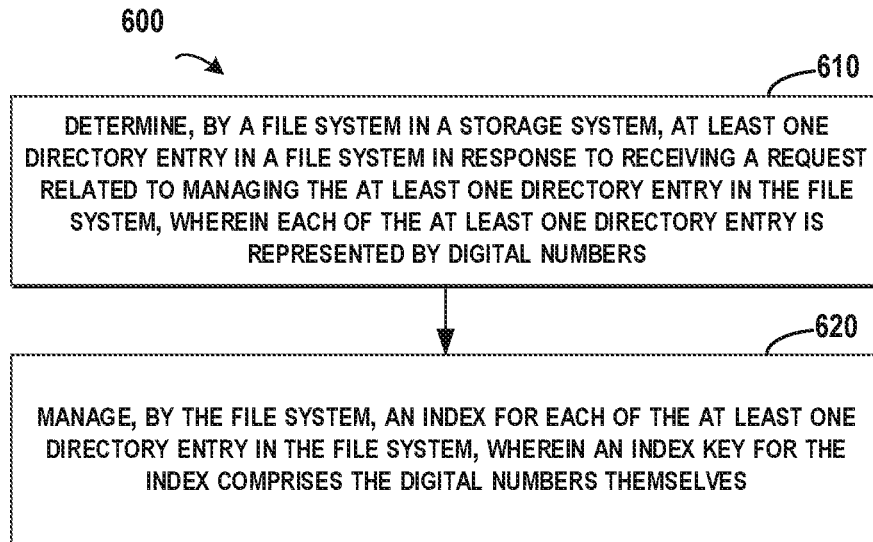 600
610
DETERMINE, BY A FILE SYSTEM IN A STORAGE SYSTEM, AT LEAST ONE
DIRECTORY ENTRY IN A FILE SYSTEM IN RESPONSE TO RECEIVING A REQUEST
RELATED TO MANAGING THE AT LEAST ONE DIRECTORY ENTRY IN THE FILE
SYSTEM, WHEREIN EACH OF THE AT LEAST ONE DIRECTORY ENTRY IS
REPRESENTED BY DIGITAL NUMBERS
620
MANAGE, BY THE FILE SYSTEM, AN INDEX FOR EACH OF THE AT LEAST ONE
DIRECTORY ENTRY IN THE FILE SYSTEM, WHEREIN AN INDEX KEY FOR THE
INDEX COMPRISES THE DIGITAL NUMBERS THEMSELVES